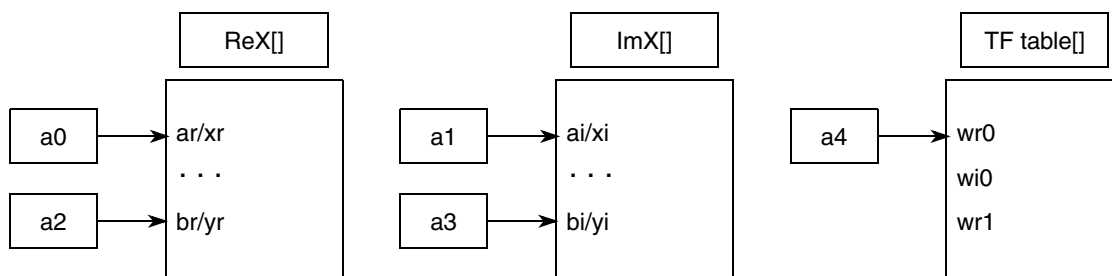 ReX[] ImX[] TF table[]
a0 ar/xr a1 ai/xi a4 wr0
. . . . . . wi0
a2 br/yr a3 bi/yi wr1